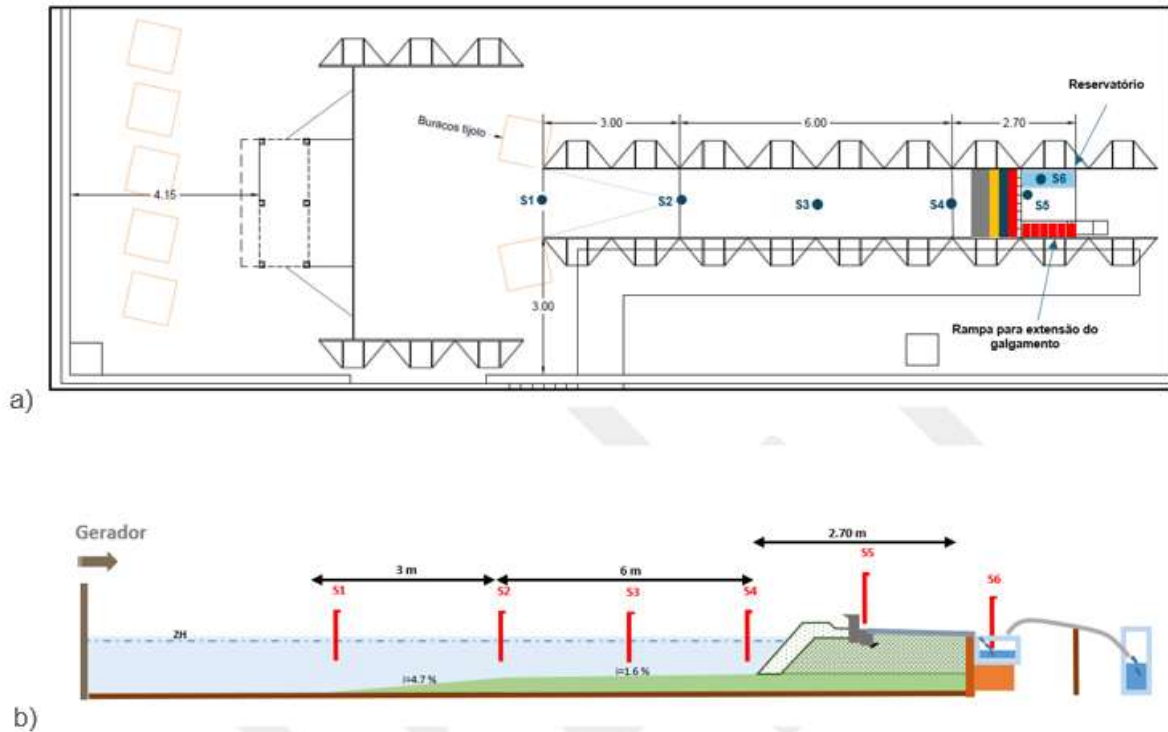 Reservatório
Buracos tijolo
3.00
6.00
2.70
4.15
S1
S2
S3
S4
S5
S6
3.00
Rampa para extensão do
galgamento
a)
Gerador
2.70 m
S5
3 m
6 m
S1
S2
S3
S4
S6
ZH
i=4.7 %
i=1.6 %
b)